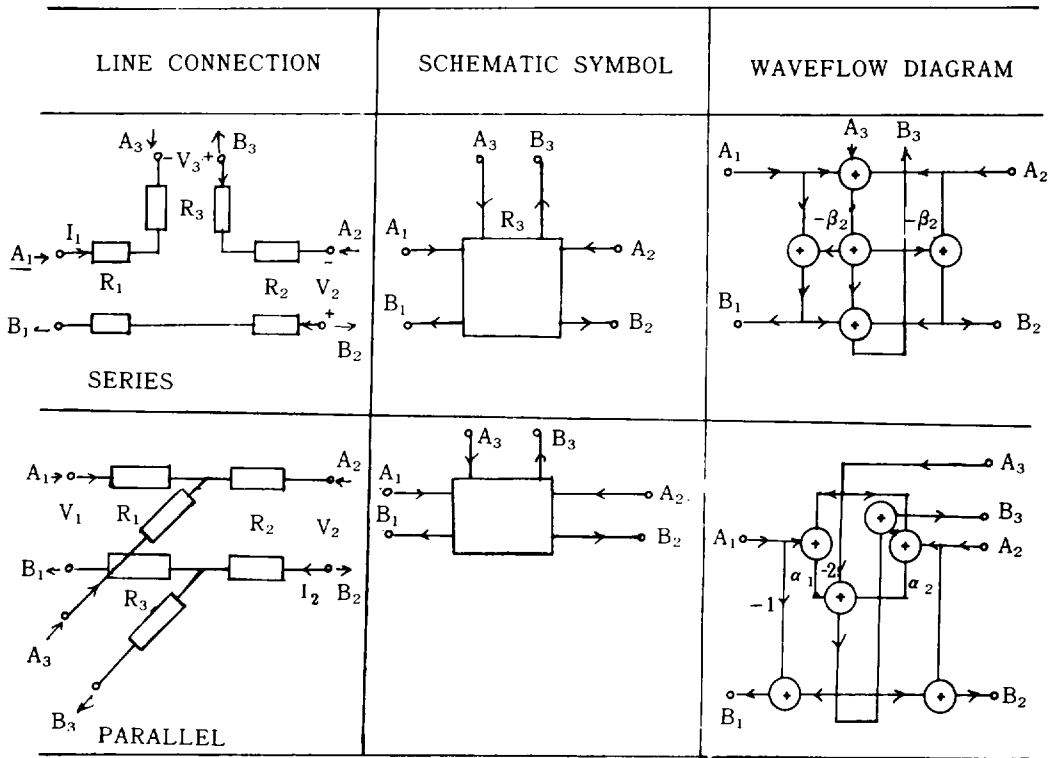 LINE CONNECTION SCHEMATIC SYMBOL WAVEFLOW DIAGRAM
A3 - V3 + B3
R3
I1
A1 A2
R1 R2 V2
- +
B1 B2
SERIES
A3 B3
R3
A1 A2
B1 B2
A3 B3
A1 A2
+
-β2 -β2
+ + +
B1 B2
+
A1 A2
V1 R1 R2 V2
B1 I2 B2
R3
A3
B3
PARALLEL
A3 B3
A1 A2
B1 B2
A3
B3
A1 A2
+ + +
α1 -2 α2
+
-1
+ +
B1 B2